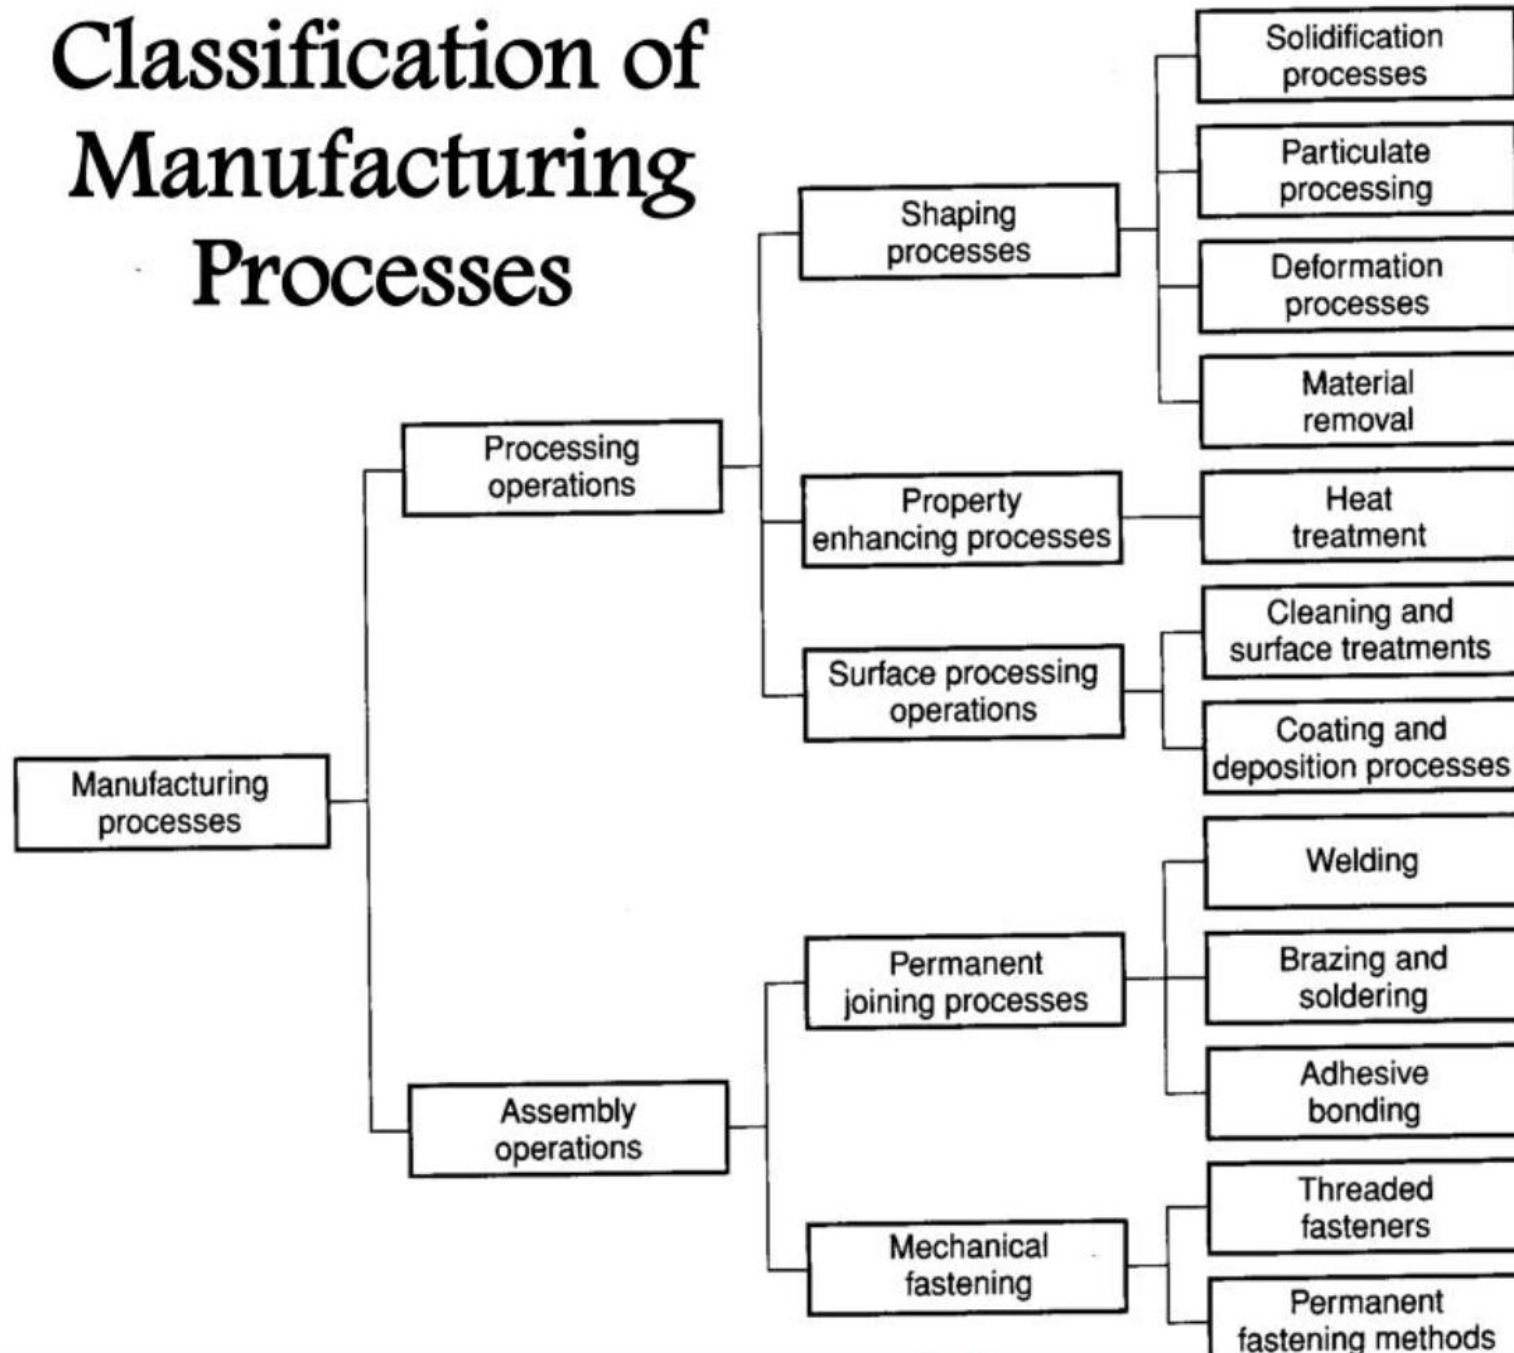 Classification of
Manufacturing
Processes
Solidification
processes
Particulate
processing
Shaping
processes
Deformation
processes
Material
removal
Processing
operations
Property
enhancing processes
Heat
treatment
Cleaning and
surface treatments
Surface processing
operations
Coating and
deposition processes
Manufacturing
processes
Welding
Permanent
joining processes
Brazing and
soldering
Adhesive
bonding
Assembly
operations
Threaded
fasteners
Mechanical
fastening
Permanent
fastening methods